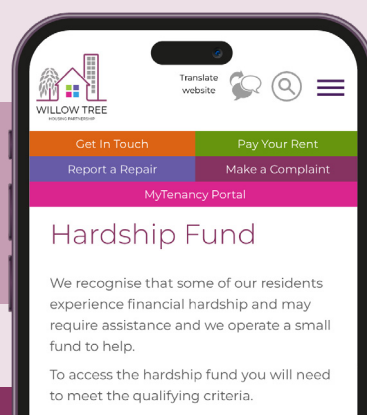 Translate
website
WILLOW TREE
HOUSING PARTNERSHIP
Get In Touch
Pay Your Rent
Report a Repair
Make a Complaint
MyTenancy Portal
Hardship Fund
We recognise that some of our residents
experience financial hardship and may
require assistance and we operate a small
fund to help.
To access the hardship fund you will need
to meet the qualifying criteria.